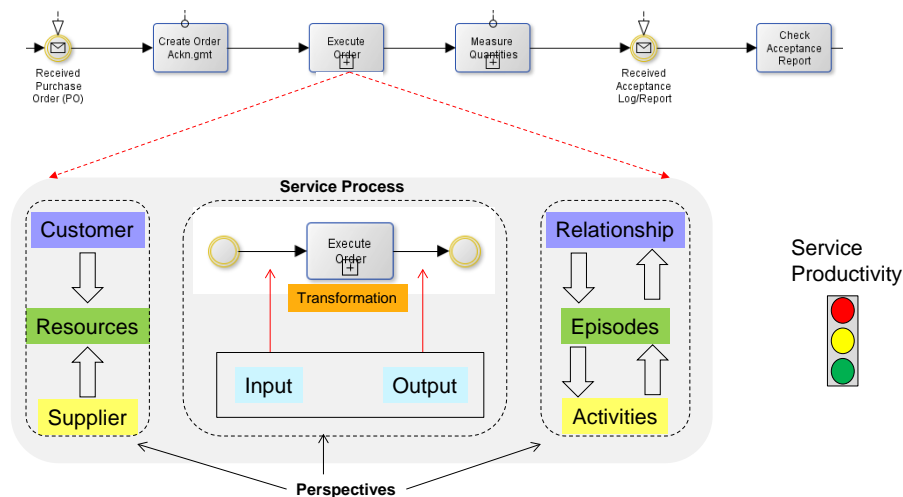 Received
Purchase
Order (PO)
Create Order
Ackn.gmt
Execute
Order
Measure
Quantities
Received
Acceptance
Log/Report
Check
Acceptance
Report
Service Process
Customer
Resources
Supplier
Execute
Order
Transformation
Input
Output
Relationship
Episodes
Activities
Service
Productivity
Perspectives